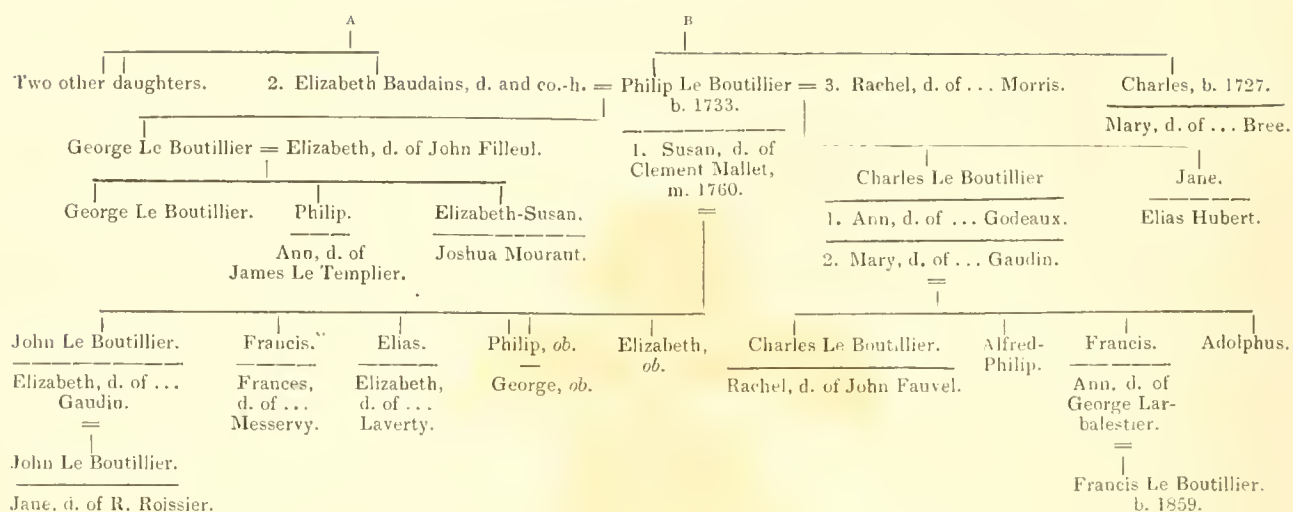 A B
Two other daughters. 2. Elizabeth Baudains, d. and co.-h. = Philip Le Boutillier = 3. Rachel, d. of ... Morris. Charles, b. 1727.
b. 1733.
Mary, d. of ... Bree.
George Le Boutillier = Elizabeth, d. of John Filleul.
1. Susan, d. of
Clement Mallet,
m. 1760.
=
Charles Le Boutillier Jane.
George Le Boutillier. Philip. Elizabeth-Susan.
1. Ann, d. of ... Godeaux. Elias Hubert.
Ann, d. of
James Le Templier.
Joshua Mourant.
2. Mary, d. of ... Gaudin.
=
John Le Boutillier. Francis. Elias. Philip, ob. Elizabeth,
ob.
Charles Le Boutillier. Alfred-
Philip.
Francis. Adolphus.
Elizabeth, d. of ...
Gaudin.
=
Frances,
d. of ...
Messervy.
Elizabeth,
d. of ...
Laverty.
George, ob.
Rachel, d. of John Fauvel.
Ann, d. of
George Lar-
balestier.
=
John Le Boutillier.
Jane, d. of R. Roissier.
Francis Le Boutillier.
b. 1859.